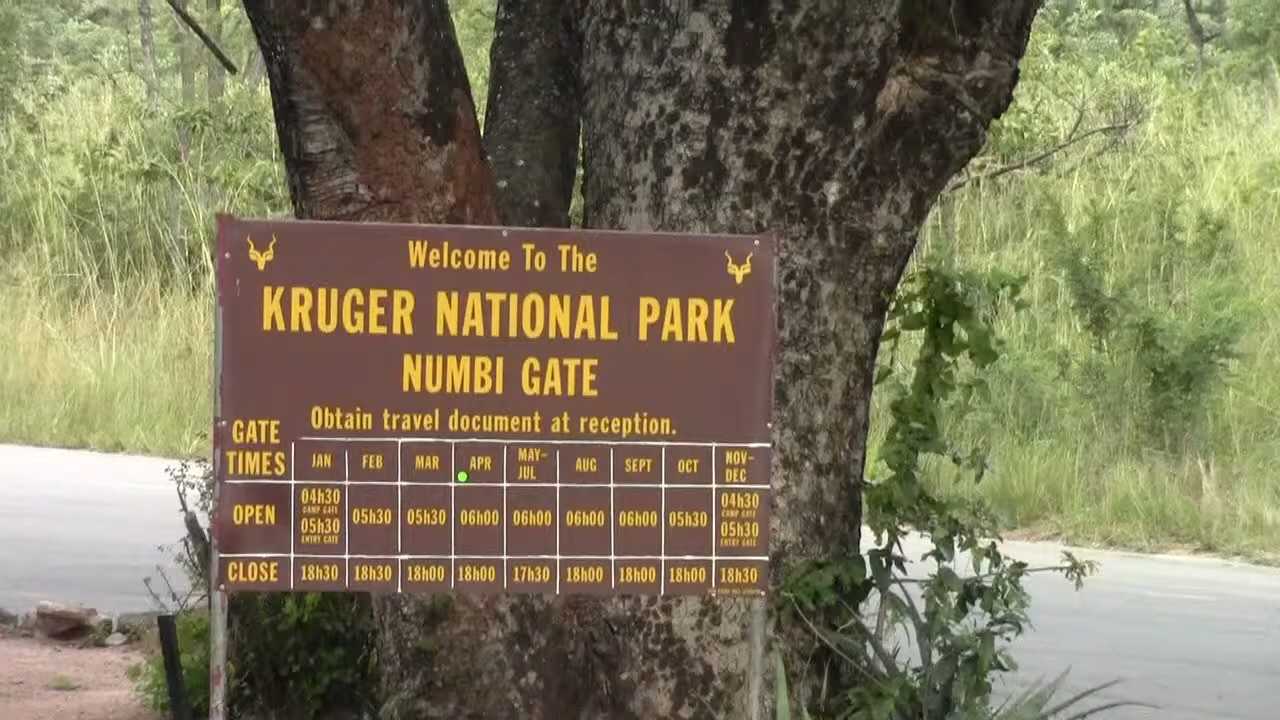 Welcome To The
KRUGER NATIONAL PARK
NUMBI GATE
Obtain travel document at reception.
GATE TIMES JAN FEB MAR APR MAY-JUL AUG SEPT OCT NOV-DEC
OPEN 04h30 CAMP GATE 05h30 ENTRY GATE 05h30 05h30 06h00 06h00 06h00 06h00 05h30 04h30 CAMP GATE 05h30 ENTRY GATE
CLOSE 18h30 18h30 18h00 18h00 17h30 18h00 18h00 18h00 18h30